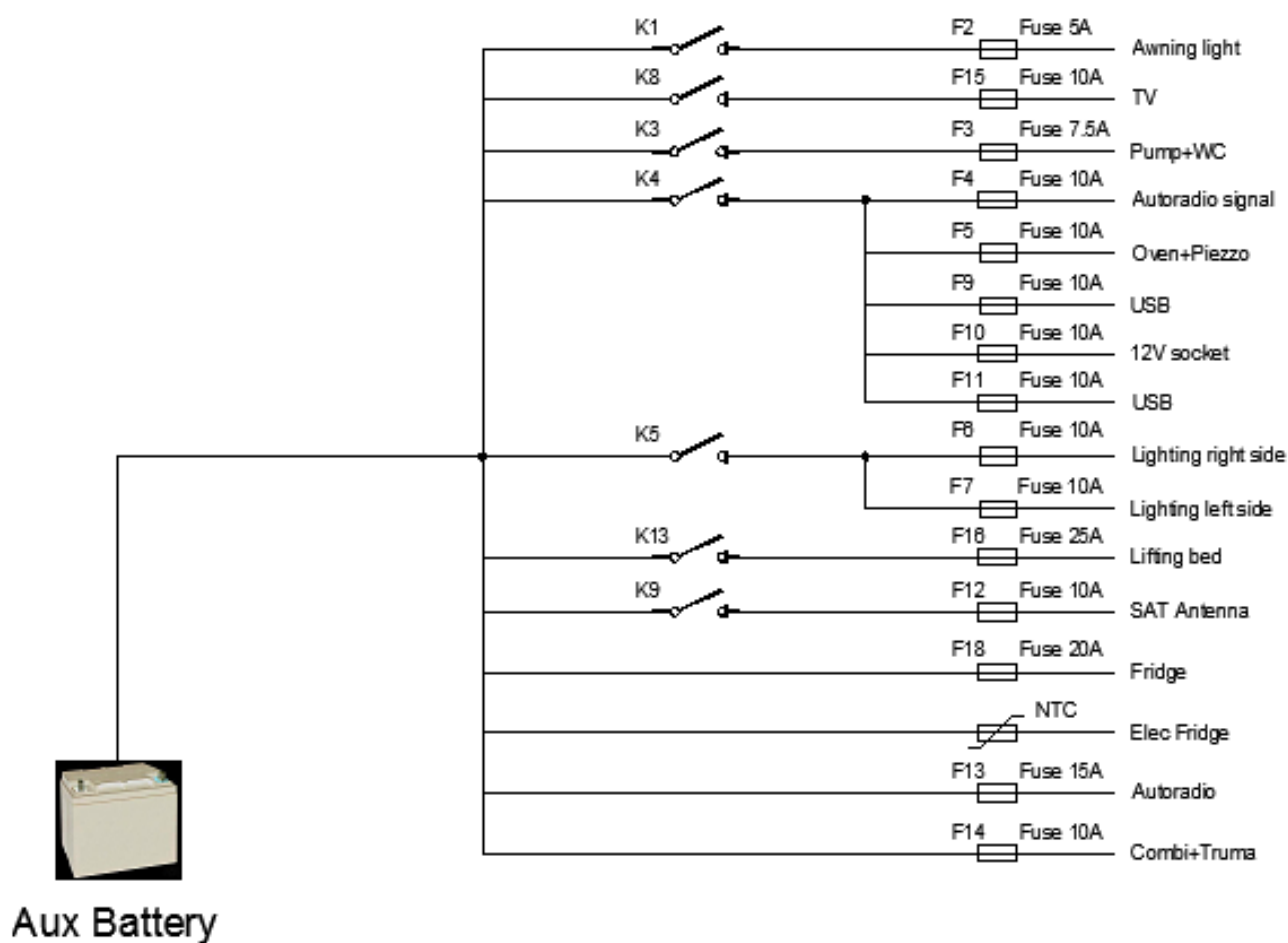 K1 F2 Fuse 5A Awning light
K8 F15 Fuse 10A TV
K3 F3 Fuse 7.5A Pump+WC
K4 F4 Fuse 10A Autoradio signal
F5 Fuse 10A Oven+Piezzo
F9 Fuse 10A USB
F10 Fuse 10A 12V socket
F11 Fuse 10A USB
K5 F6 Fuse 10A Lighting right side
F7 Fuse 10A Lighting left side
K13 F16 Fuse 25A Lifting bed
K9 F12 Fuse 10A SAT Antenna
F18 Fuse 20A Fridge
NTC Elec Fridge
F13 Fuse 15A Autoradio
F14 Fuse 10A Combi+Truma
Aux Battery